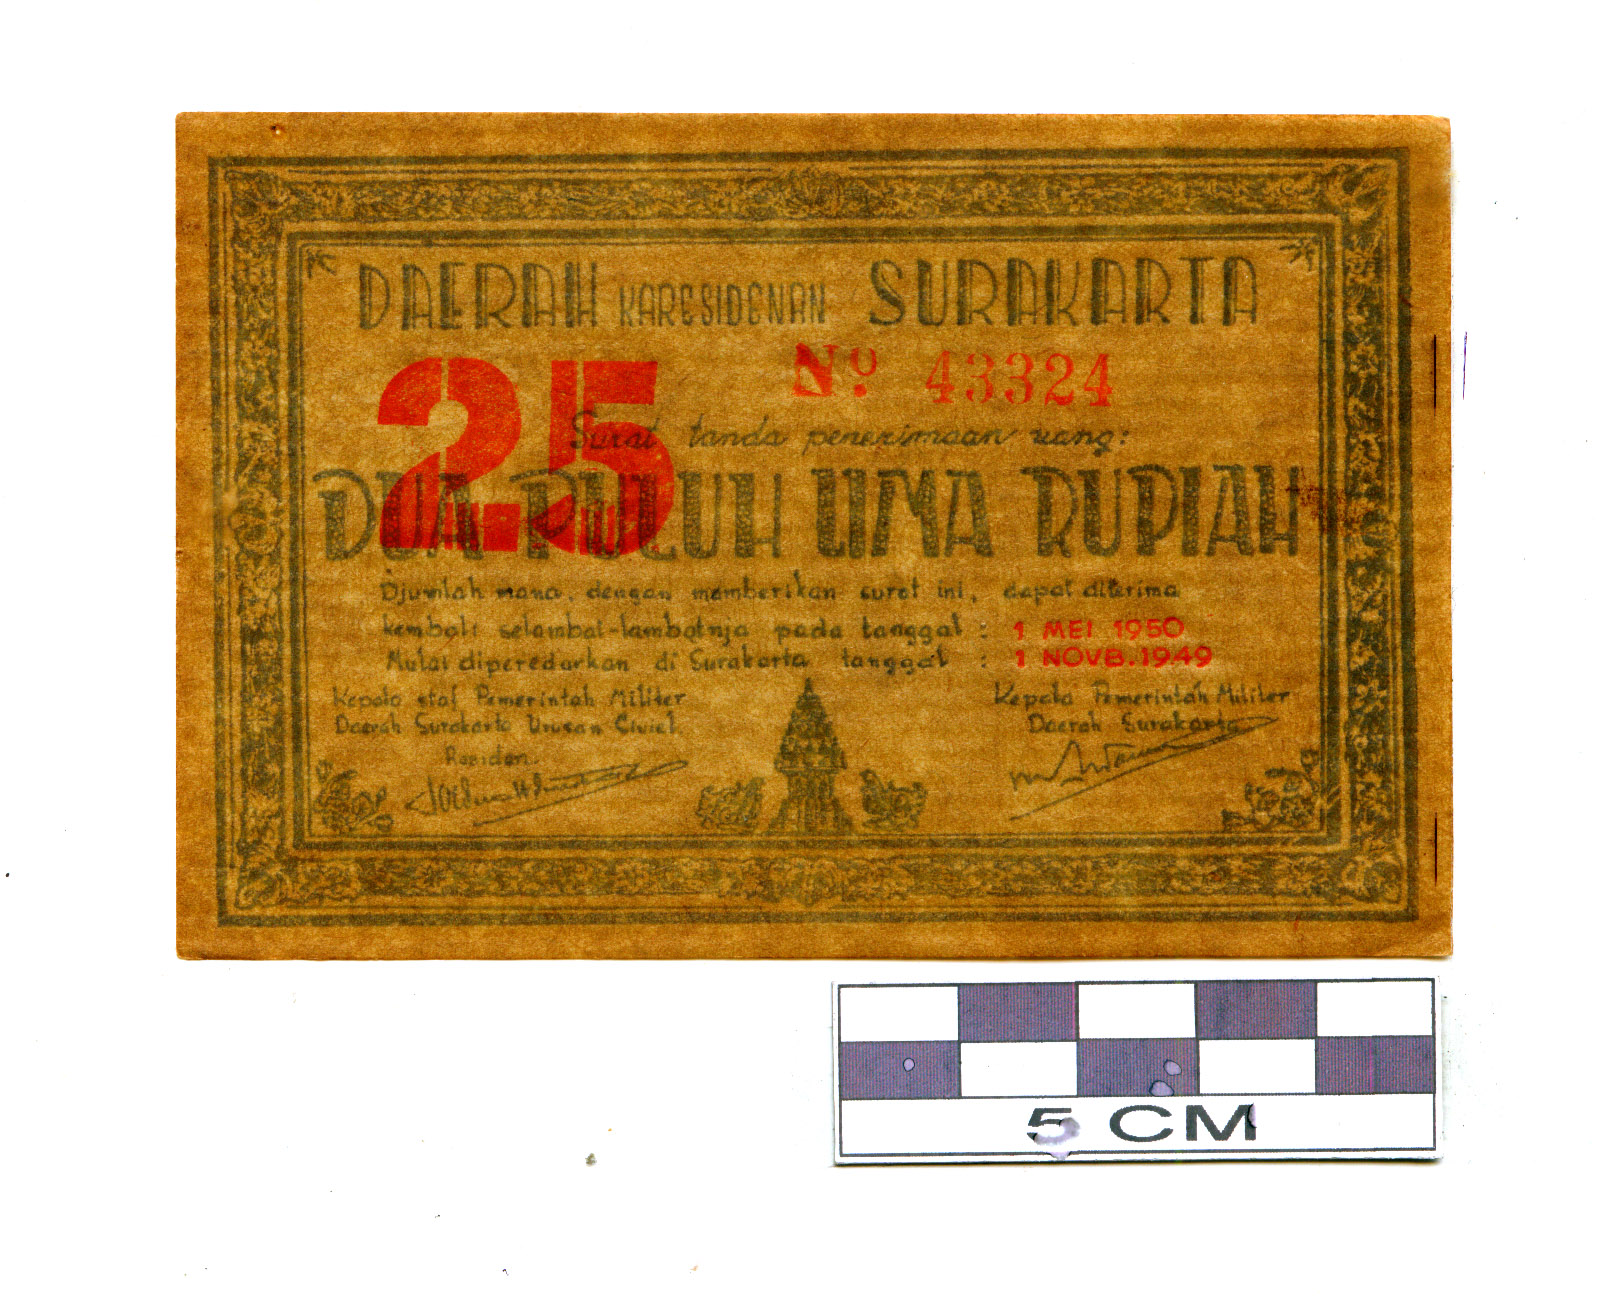 DAERAH KARESIDENAN SURAKARTA
25
No 43324
Surat tanda penerimaan uang:
DUA PULUH LIMA RUPIAH
Djumlah mana, dengan memberikan surat ini, dapat diterima
kembali selambat-lambatnja pada tanggal : 1 MEI 1950
Mulai diperedarkan di Surakarta tanggal : 1 NOVB. 1949
Kepala staf Pemerintah Militer
Daerah Surakarta Urusan Civiel.
Residen.
Kepala Pemerintah Militer
Daerah Surakarta
5 CM